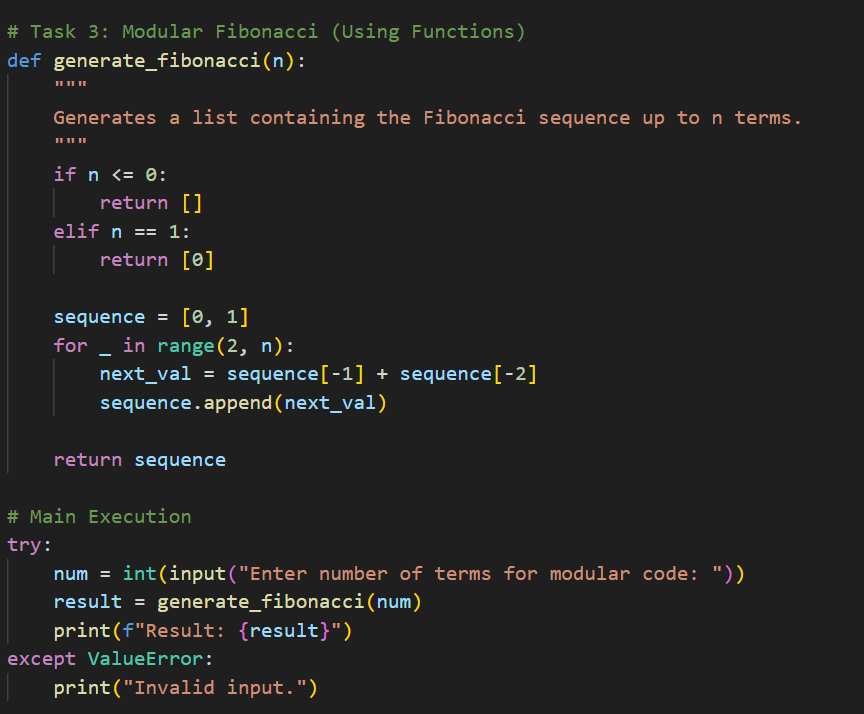 # Task 3: Modular Fibonacci (Using Functions)
def generate_fibonacci(n):
    """
    Generates a list containing the Fibonacci sequence up to n terms.
    """
    if n <= 0:
        return []
    elif n == 1:
        return [0]

    sequence = [0, 1]
    for _ in range(2, n):
        next_val = sequence[-1] + sequence[-2]
        sequence.append(next_val)

    return sequence

# Main Execution
try:
    num = int(input("Enter number of terms for modular code: "))
    result = generate_fibonacci(num)
    print(f"Result: {result}")
except ValueError:
    print("Invalid input.")